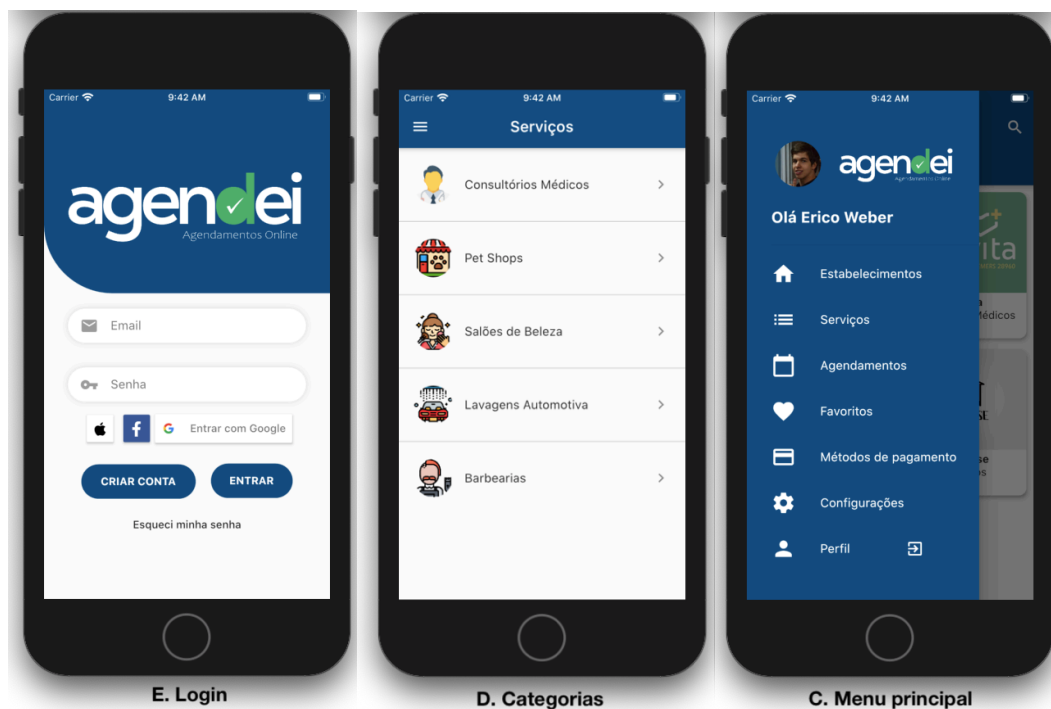 Carrier
9:42 AM
agendei
Agendamentos Online
Email
Senha
f
G Entrar com Google
CRIAR CONTA
ENTRAR
Esqueci minha senha
E. Login
Carrier
9:42 AM
Serviços
Consultórios Médicos
Pet Shops
Salões de Beleza
Lavagens Automotiva
Barbearias
D. Categorias
Carrier
9:42 AM
agendei
Agendamentos Online
Olá Erico Weber
Estabelecimentos
Serviços
Agendamentos
Favoritos
Métodos de pagamento
Configurações
Perfil
C. Menu principal